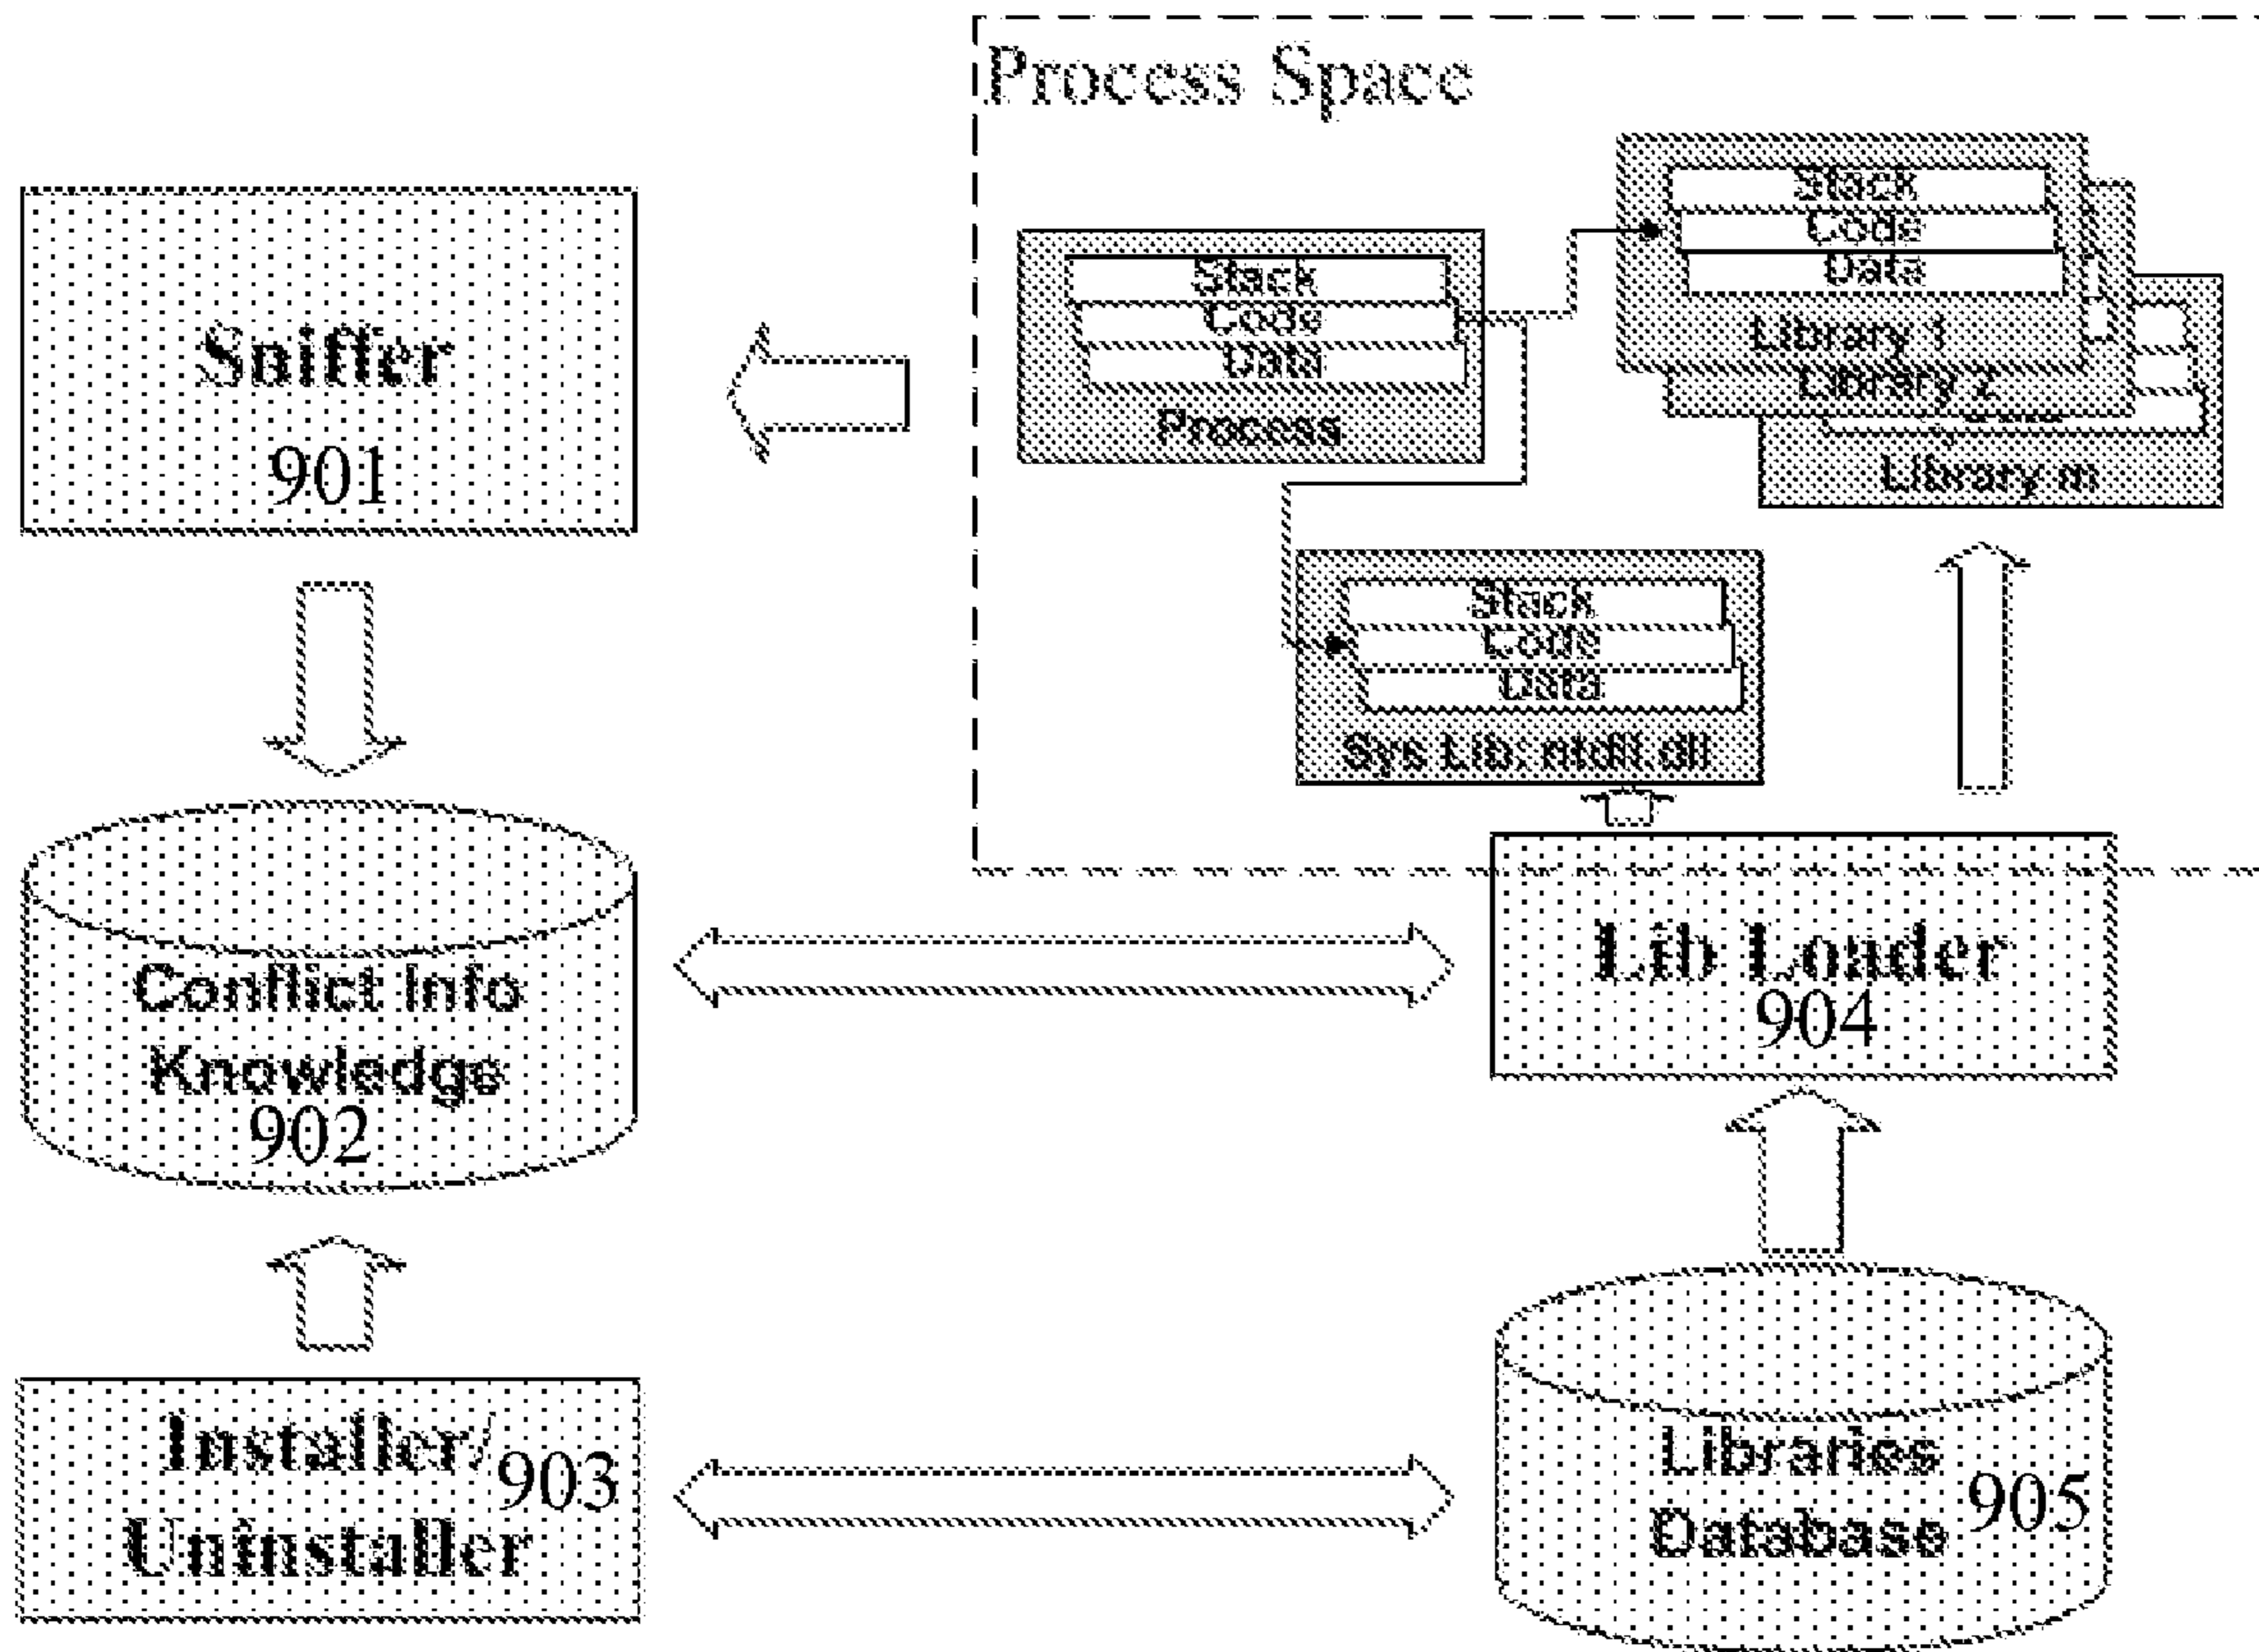 Process Space
Stack
Code
Data
Library 1
Library 2
Library m
Stack
Code
Data
Process
Sniffer
901
Stack
Code
Data
Sys Lib: ntdll.dll
Conflict Info
Knowledge
902
Lib Loader
904
Installer/
Uninstaller
903
Libraries
Database
905